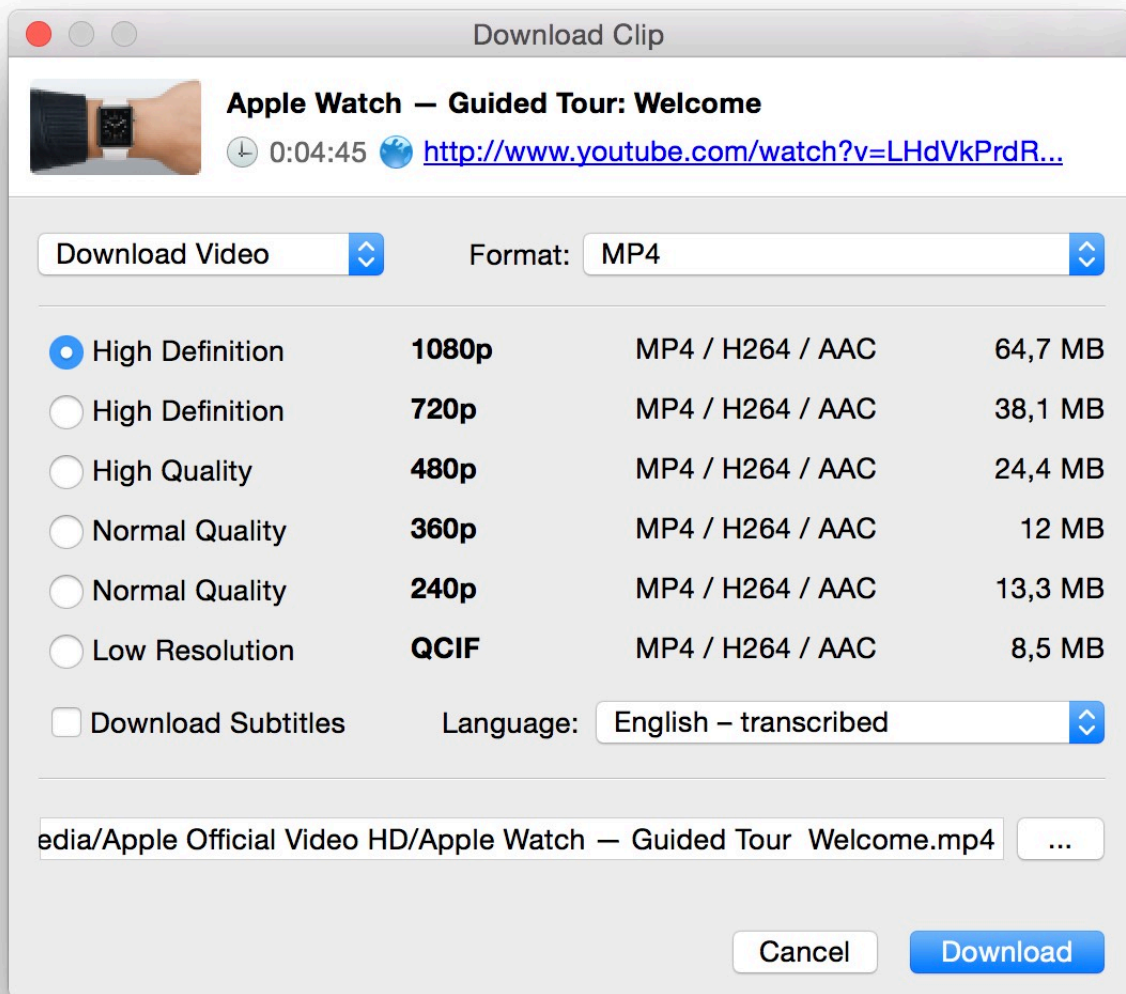 Download Clip
Apple Watch — Guided Tour: Welcome
0:04:45 http://www.youtube.com/watch?v=LHdVkPrdR...
Download Video Format: MP4
High Definition 1080p MP4 / H264 / AAC 64,7 MB
High Definition 720p MP4 / H264 / AAC 38,1 MB
High Quality 480p MP4 / H264 / AAC 24,4 MB
Normal Quality 360p MP4 / H264 / AAC 12 MB
Normal Quality 240p MP4 / H264 / AAC 13,3 MB
Low Resolution QCIF MP4 / H264 / AAC 8,5 MB
Download Subtitles Language: English – transcribed
edia/Apple Official Video HD/Apple Watch — Guided Tour  Welcome.mp4 ...
Cancel Download